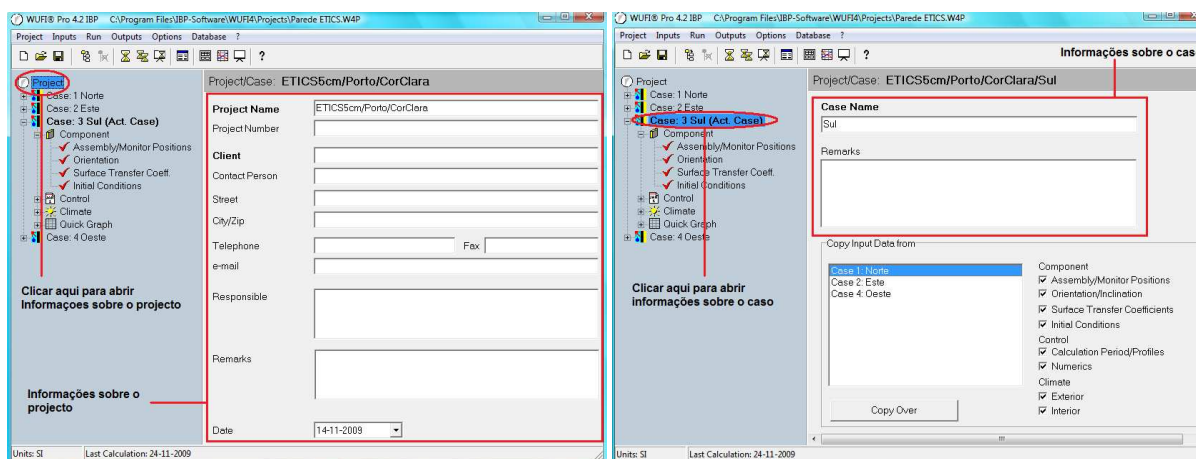 WUFI® Pro 4.2 IBP C:\Program Files\IBP-Software\WUFI4\Projects\Parede ETICS.W4P
Project Inputs Run Outputs Options Database ?
Project
Case: 1 Norte
Case: 2 Este
Case: 3 Sul (Act. Case)
Component
Assembly/Monitor Positions
Orientation
Surface Transfer Coeff.
Initial Conditions
Control
Climate
Quick Graph
Case: 4 Oeste
Clicar aqui para abrir
Informaçoes sobre o projecto
Informações sobre o
projecto
Project/Case: ETICS5cm/Porto/CorClara
Project Name ETICS5cm/Porto/CorClara
Project Number
Client
Contact Person
Street
City/Zip
Telephone Fax
e-mail
Responsible
Remarks
Date 14-11-2009
Units: SI Last Calculation: 24-11-2009
WUFI® Pro 4.2 IBP C:\Program Files\IBP-Software\WUFI4\Projects\Parede ETICS.W4P
Project Inputs Run Outputs Options Database ?
Informações sobre o cas
Project
Case: 1 Norte
Case: 2 Este
Case: 3 Sul (Act. Case)
Component
Assembly/Monitor Positions
Orientation
Surface Transfer Coeff.
Initial Conditions
Control
Climate
Quick Graph
Case: 4 Oeste
Clicar aqui para abrir
informações sobre o caso
Project/Case: ETICS5cm/Porto/CorClara/Sul
Case Name
Sul
Remarks
Copy Input Data from
Case 1: Norte
Case 2: Este
Case 4: Oeste
Copy Over
Component
Assembly/Monitor Positions
Orientation/Inclination
Surface Transfer Coefficients
Initial Conditions
Control
Calculation Period/Profiles
Numerics
Climate
Exterior
Interior
Units: SI Last Calculation: 24-11-2009